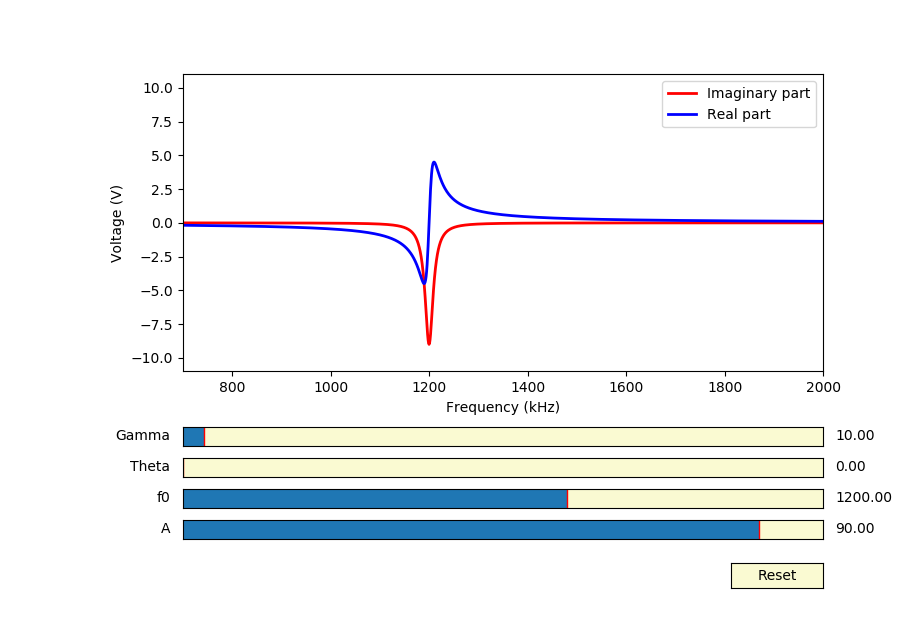 10.0
7.5
5.0
2.5
0.0
−2.5
−5.0
−7.5
−10.0
Voltage (V)
Imaginary part
Real part
800 1000 1200 1400 1600 1800 2000
Frequency (kHz)
Gamma 10.00
Theta 0.00
f0 1200.00
A 90.00
Reset